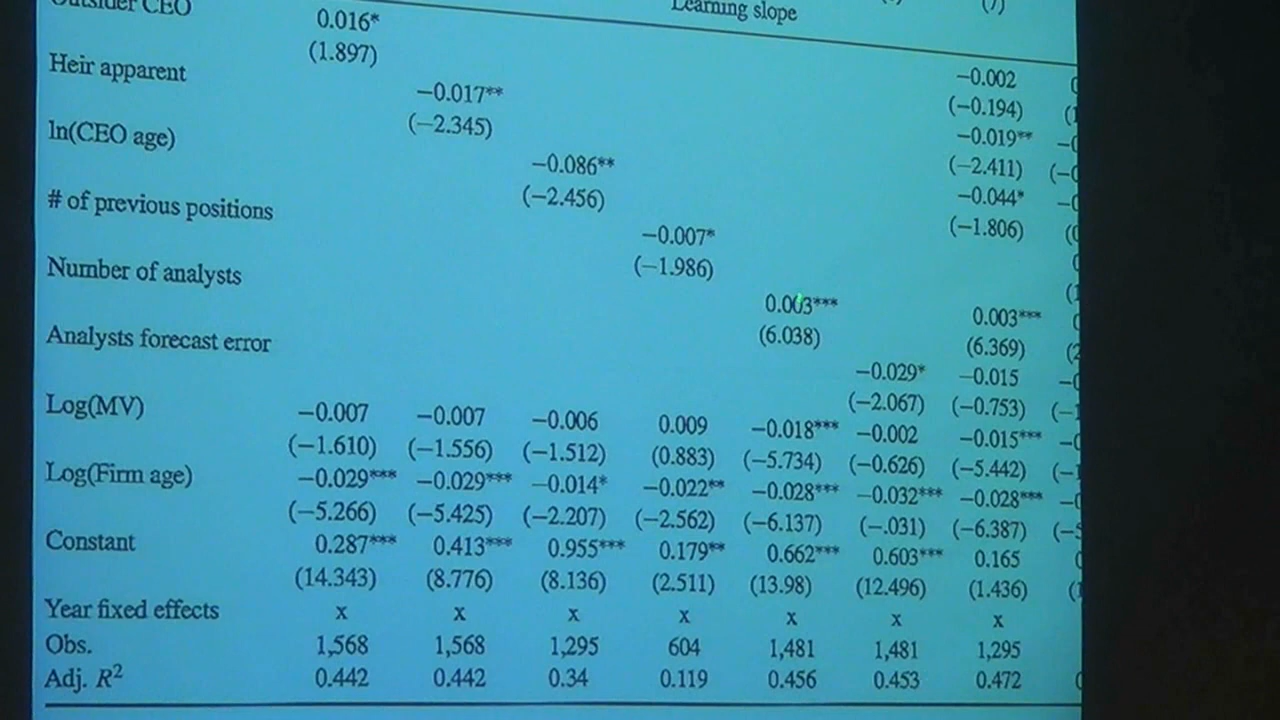 Outsider CEO 0.016*
Learning slope (7)
(1.897) -0.002
Heir apparent -0.017** (-0.194)
(-2.345) -0.019**
ln(CEO age) -0.086** (-2.411)
(-2.456) -0.044*
# of previous positions -0.007* (-1.806)
(-1.986)
Number of analysts 0.003*** 0.003***
(6.038) (6.369)
Analysts forecast error -0.029* -0.015
(-2.067) (-0.753)
Log(MV) -0.007 -0.007 -0.006 0.009 -0.018*** -0.002 -0.015***
(-1.610) (-1.556) (-1.512) (0.883) (-5.734) (-0.626) (-5.442)
Log(Firm age) -0.029*** -0.029*** -0.014* -0.022** -0.028*** -0.032*** -0.028***
(-5.266) (-5.425) (-2.207) (-2.562) (-6.137) (-.031) (-6.387)
Constant 0.287*** 0.413*** 0.955*** 0.179** 0.662*** 0.603*** 0.165
(14.343) (8.776) (8.136) (2.511) (13.98) (12.496) (1.436)
Year fixed effects x x x x x x x
Obs. 1,568 1,568 1,295 604 1,481 1,481 1,295
Adj. R² 0.442 0.442 0.34 0.119 0.456 0.453 0.472